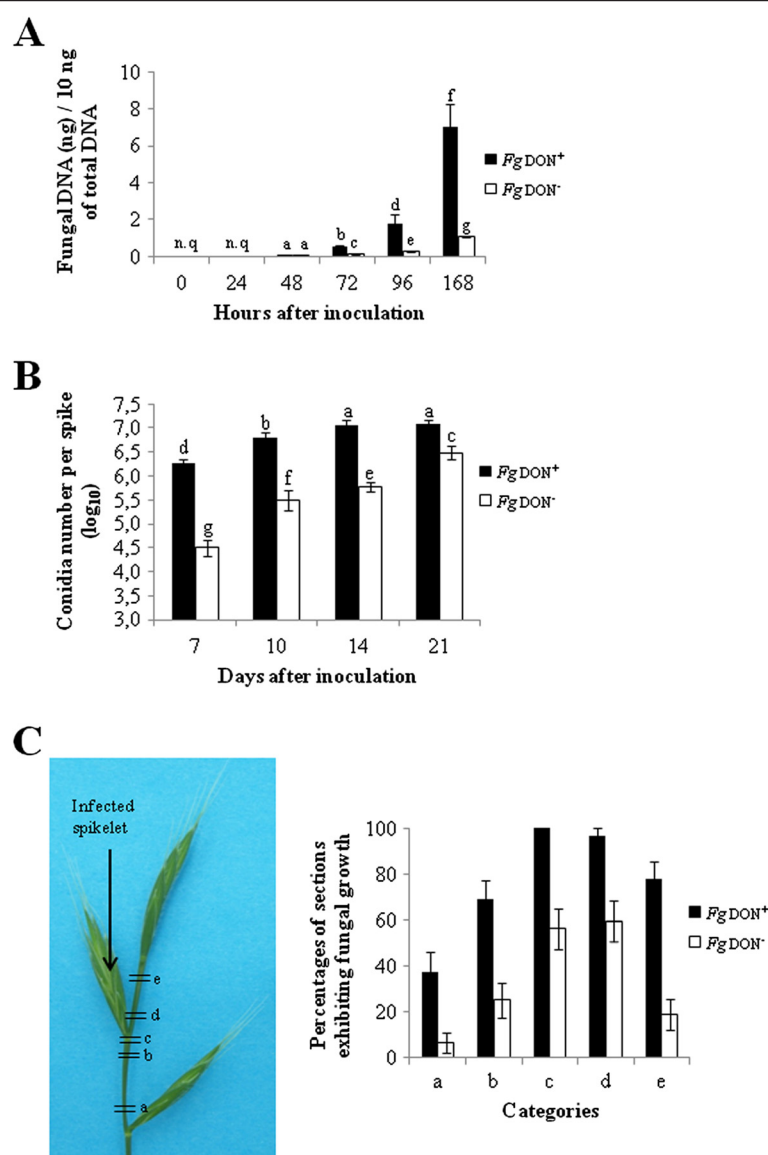 A
Fungal DNA (ng) / 10 ng
of total DNA
10
8
6
4
2
0
n.q n.q a a b c d e f g
0 24 48 72 96 168
Hours after inoculation
FgDON+
FgDON-
B
Conidia number per spike
(log10)
7,5
7,0
6,5
6,0
5,5
5,0
4,5
4,0
3,5
3,0
d g b f a e a c
7 10 14 21
Days after inoculation
FgDON+
FgDON-
C
Infected
spikelet
e
d
c
b
a
Percentages of sections
exhibiting fungal growth
100
80
60
40
20
0
a b c d e
Categories
FgDON+
FgDON-